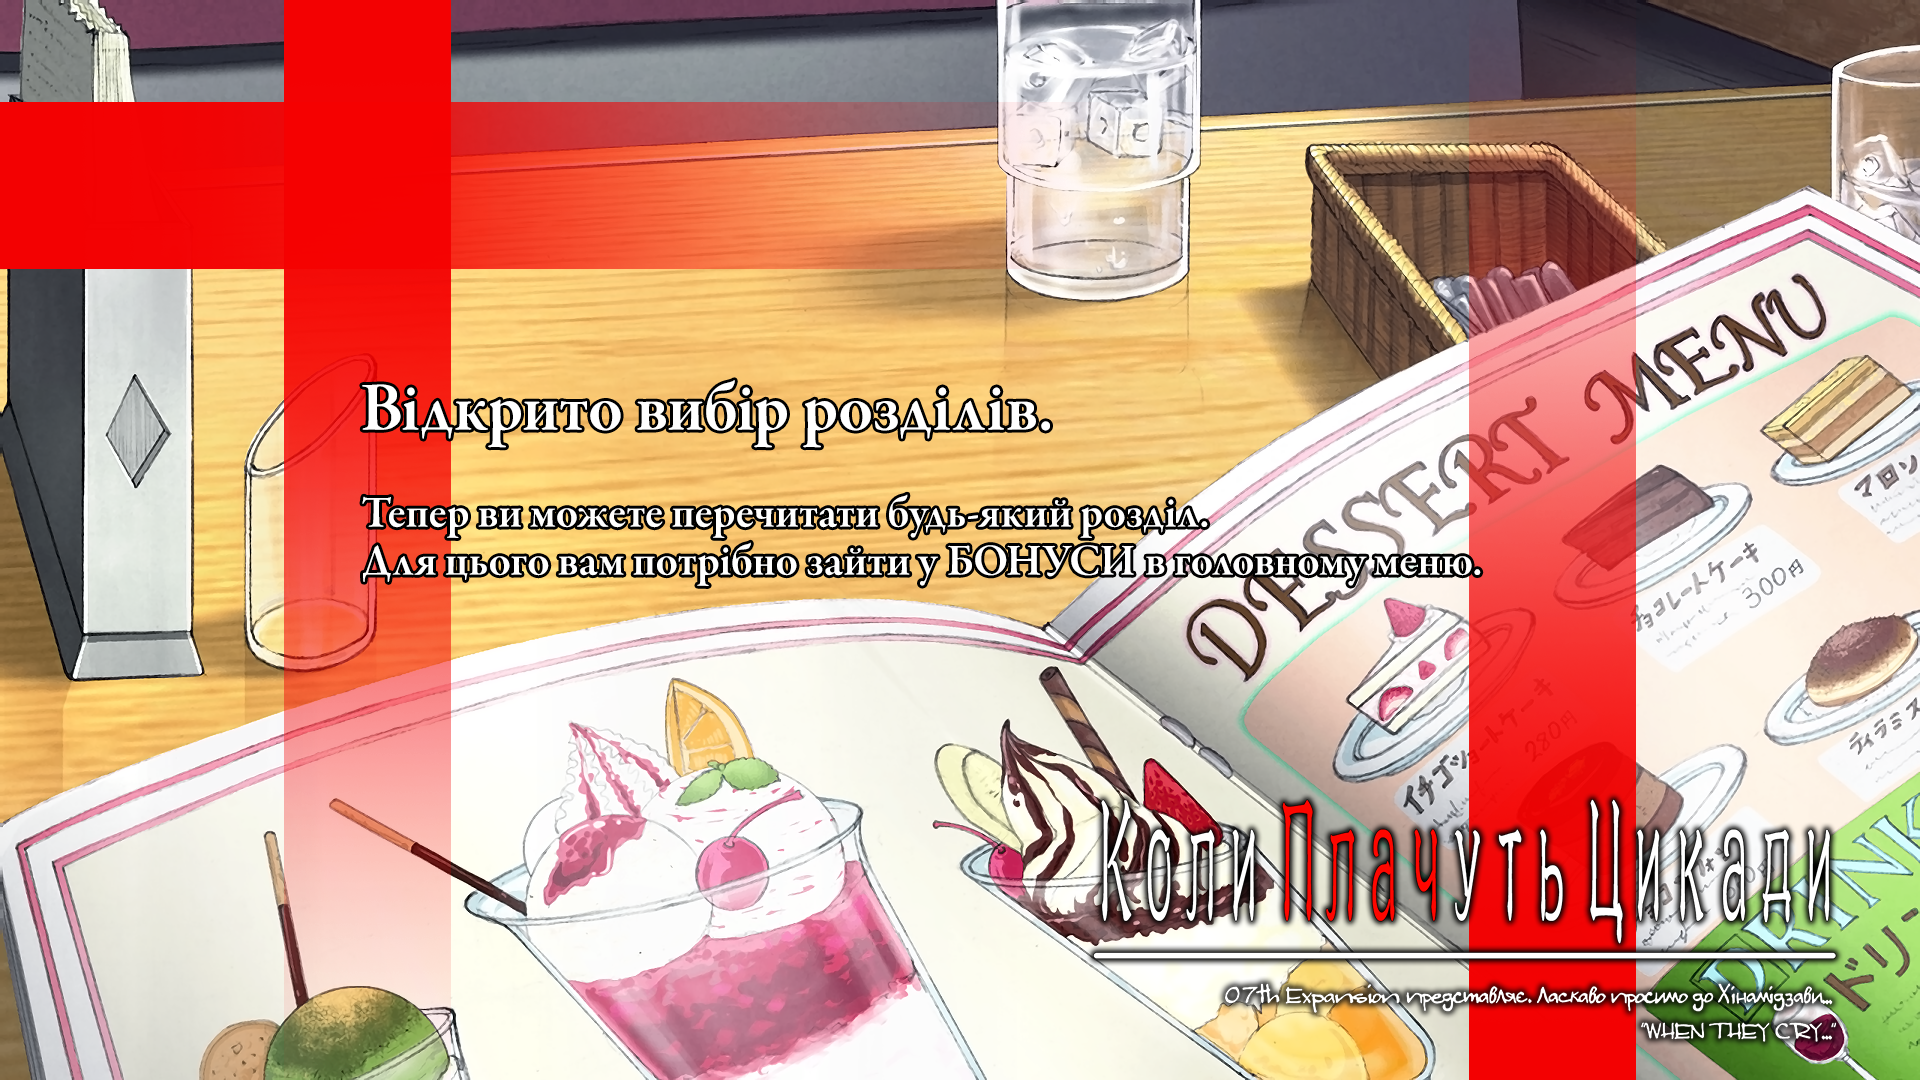 Відкрито вибір розділів.
Тепер ви можете перечитати будь-який розділ.
Для цього вам потрібно зайти у БОНУСИ в головному меню.
DESSERT MENU
マロン
チョコレートケーキ
300円
イチゴショートケーキ
280円
ティラミス
DRINK
ドリ
Коли Плачуть Цикади
07th Expansion представляє. Ласкаво просимо до Хінамідзави...
"WHEN THEY CRY..."